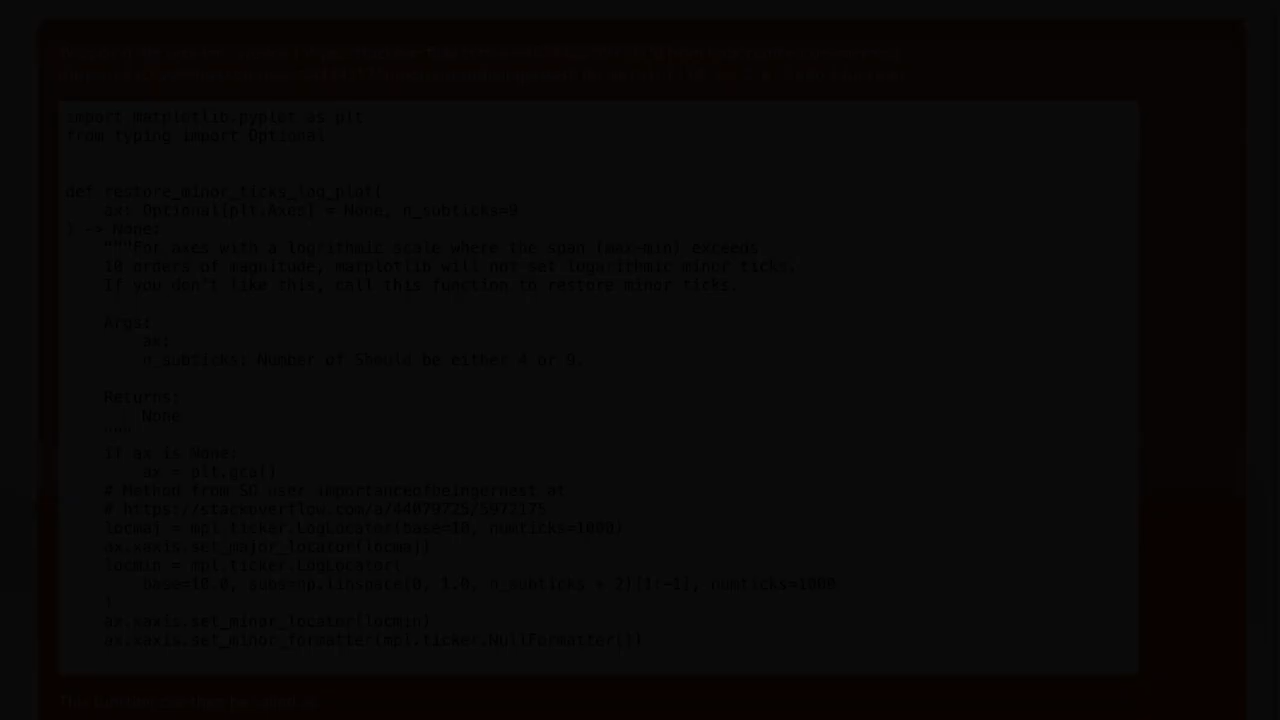 import matplotlib.pyplot as plt
from typing import Optional
def restore_minor_ticks_log_plot(
    ax: Optional[plt.Axes] = None, n_subticks=9
) -> None:
    """For axes with a logrithmic scale where the span (max-min) exceeds
    10 orders of magnitude, matplotlib will not set logarithmic minor ticks.
    If you don't like this, call this function to restore minor ticks.
    Args:
        ax:
        n_subticks: Number of Should be either 4 or 9.
    Returns:
        None
    """
    if ax is None:
        ax = plt.gca()
    # Method from SO user importanceofbeingernest at
    # https://stackoverflow.com/a/44079725/5972175
    locmaj = mpl.ticker.LogLocator(base=10, numticks=1000)
    ax.xaxis.set_major_locator(locmaj)
    locmin = mpl.ticker.LogLocator(
        base=10.0, subs=np.linspace(0, 1.0, n_subticks + 2)[1:-1], numticks=1000
    )
    ax.xaxis.set_minor_locator(locmin)
    ax.xaxis.set_minor_formatter(mpl.ticker.NullFormatter())